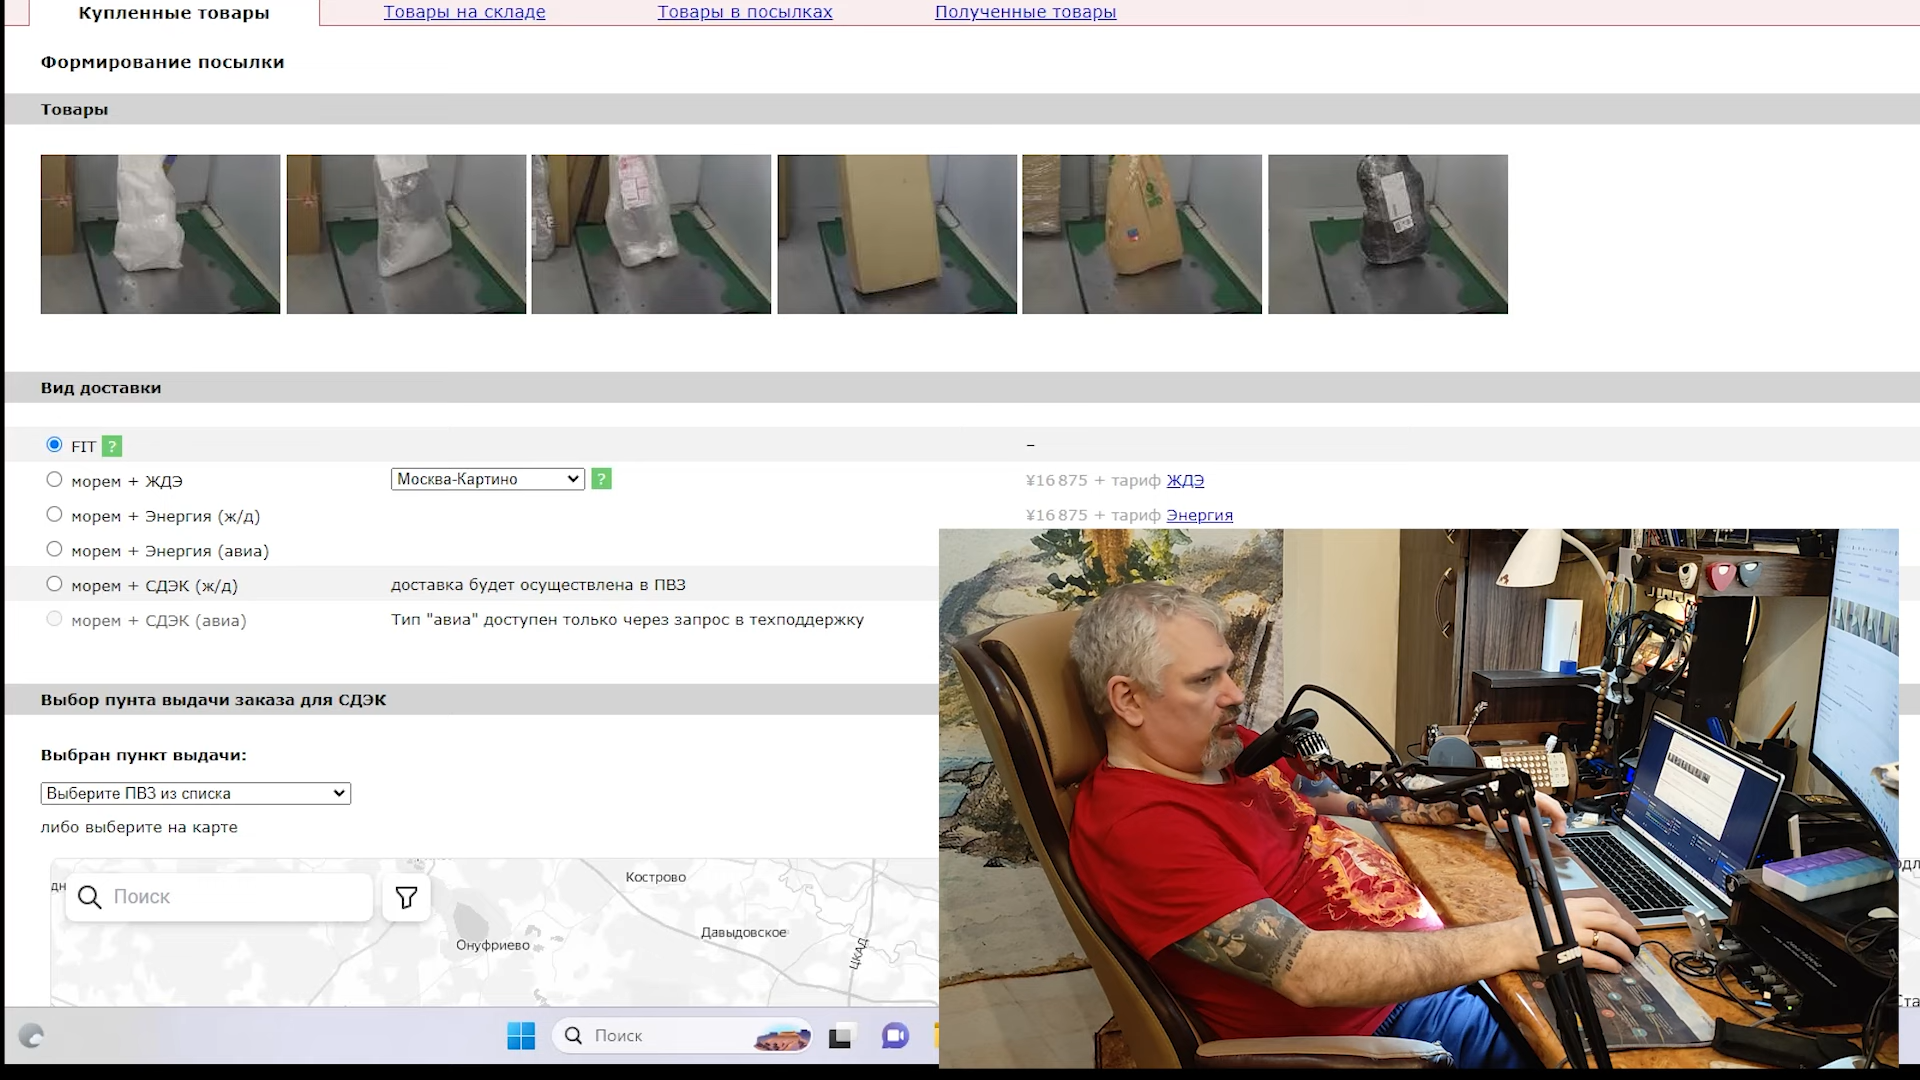 Купленные товары
Товары на складе
Товары в посылках
Полученные товары
Формирование посылки
Товары
Вид доставки
FIT ?
–
морем + ЖДЭ
Москва-Картино
?
¥16 875 + тариф ЖДЭ
морем + Энергия (ж/д)
¥16 875 + тариф Энергия
морем + Энергия (авиа)
морем + СДЭК (ж/д)
доставка будет осуществлена в ПВЗ
морем + СДЭК (авиа)
Тип "авиа" доступен только через запрос в техподдержку
Выбор пунта выдачи заказа для СДЭК
Выбран пункт выдачи:
Выберите ПВЗ из списка
либо выберите на карте
Поиск
Кострово
Давыдовское
Онуфриево
ЦКАД
Поиск